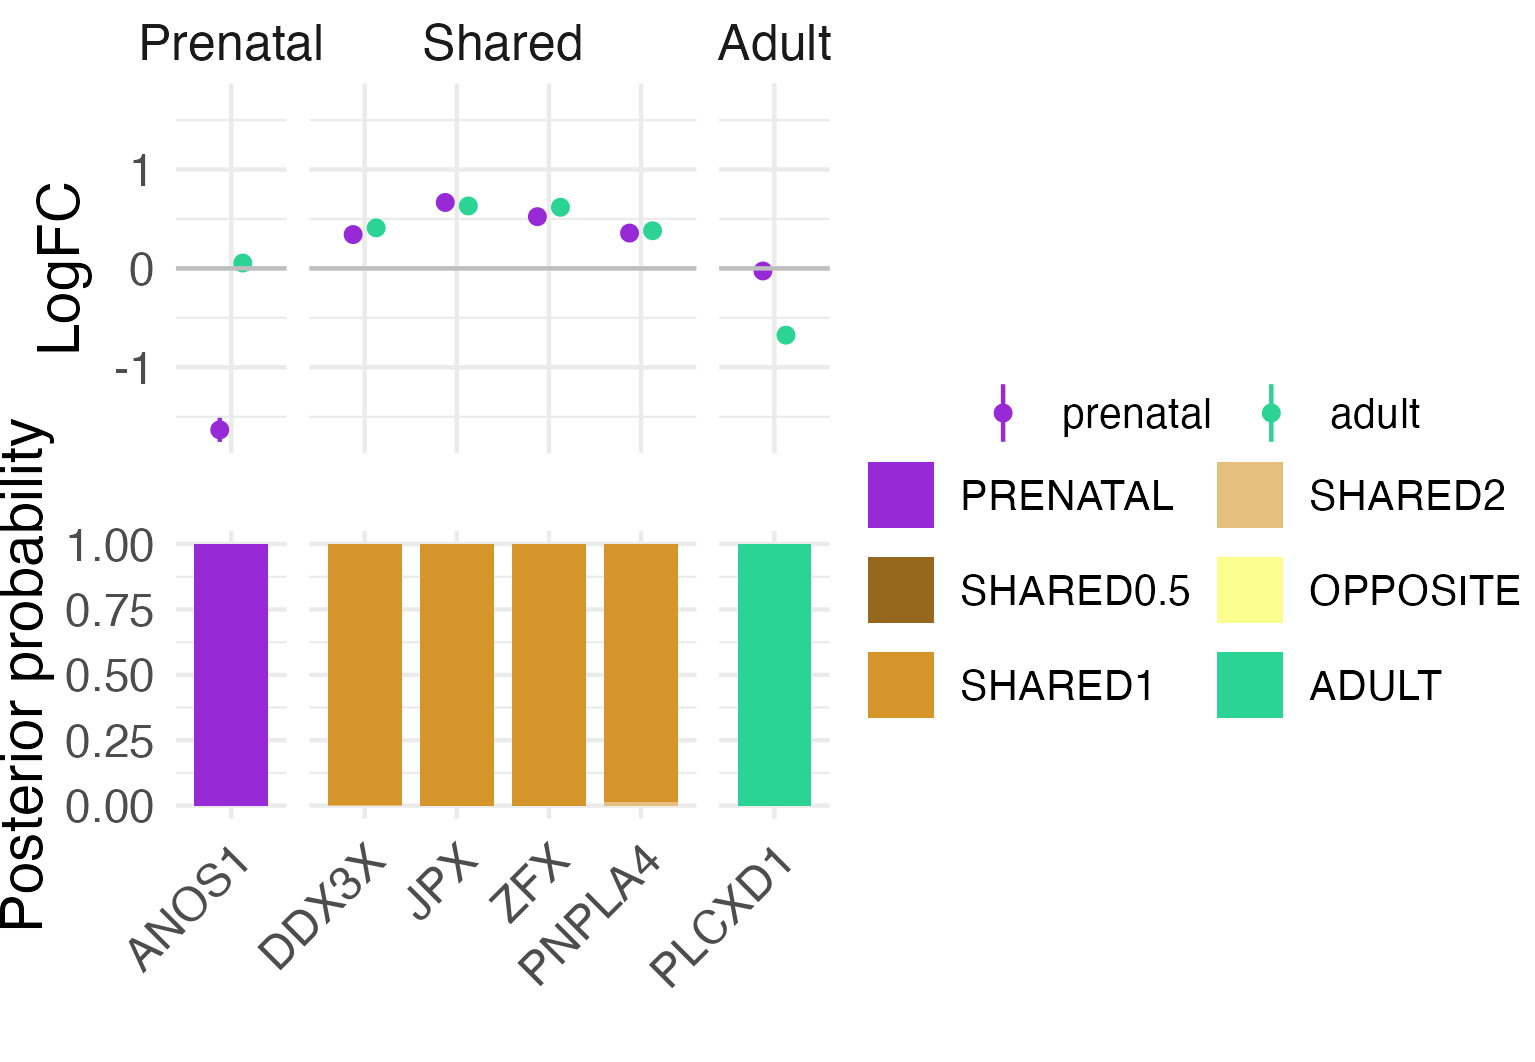 Prenatal Shared Adult
LogFC
1
0
-1
prenatal adult
PRENATAL SHARED2
SHARED0.5 OPPOSITE
SHARED1 ADULT
Posterior probability
1.00
0.75
0.50
0.25
0.00
ANOS1 DDX3X JPX ZFX PNPLA4 PLCXD1